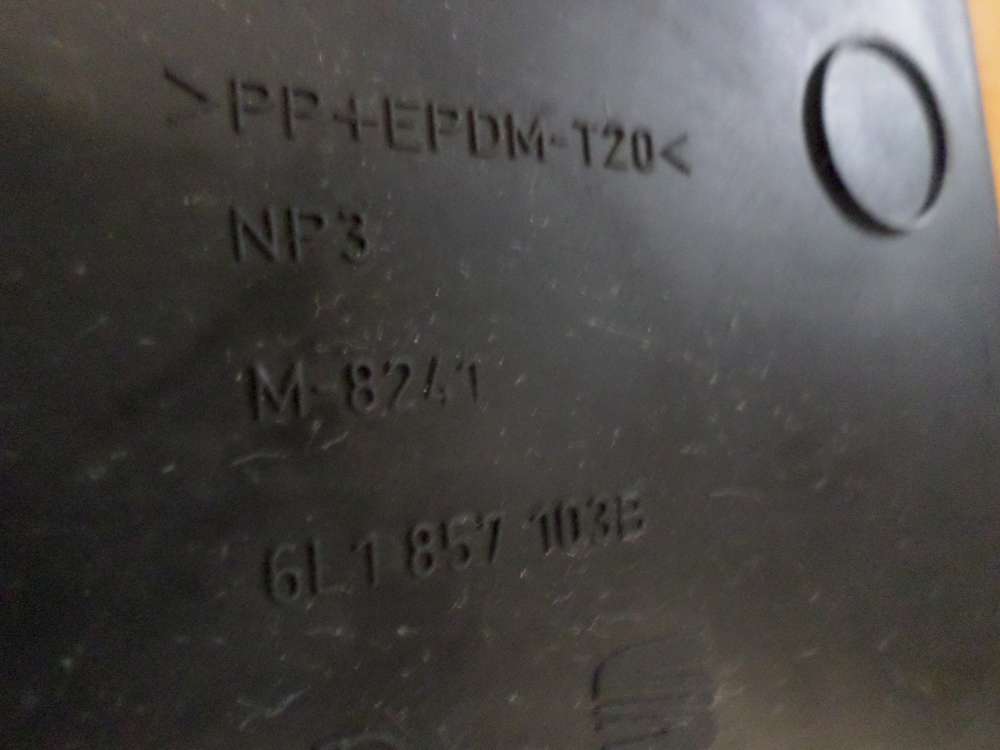 >PP+EPDM-T20<
NP3
M-8241
6L1 857 103B